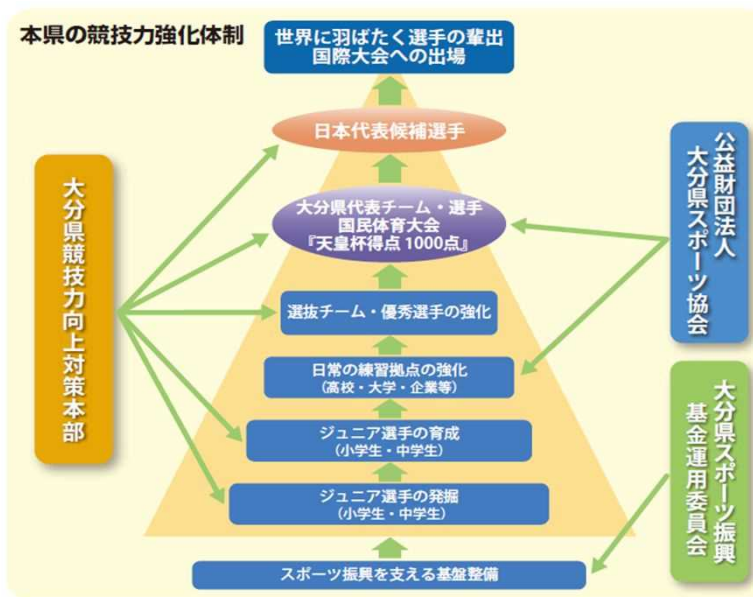 本県の競技力強化体制
世界に羽ばたく選手の輩出
国際大会への出場
日本代表候補選手
大分県代表チーム・選手
国民体育大会
『天皇杯得点 1000点』
選抜チーム・優秀選手の強化
日常の練習拠点の強化
(高校・大学・企業等)
ジュニア選手の育成
(小学生・中学生)
ジュニア選手の発掘
(小学生・中学生)
スポーツ振興を支える基盤整備
大分県競技力向上対策本部
公益財団法人
大分県スポーツ協会
大分県スポーツ振興
基金運用委員会